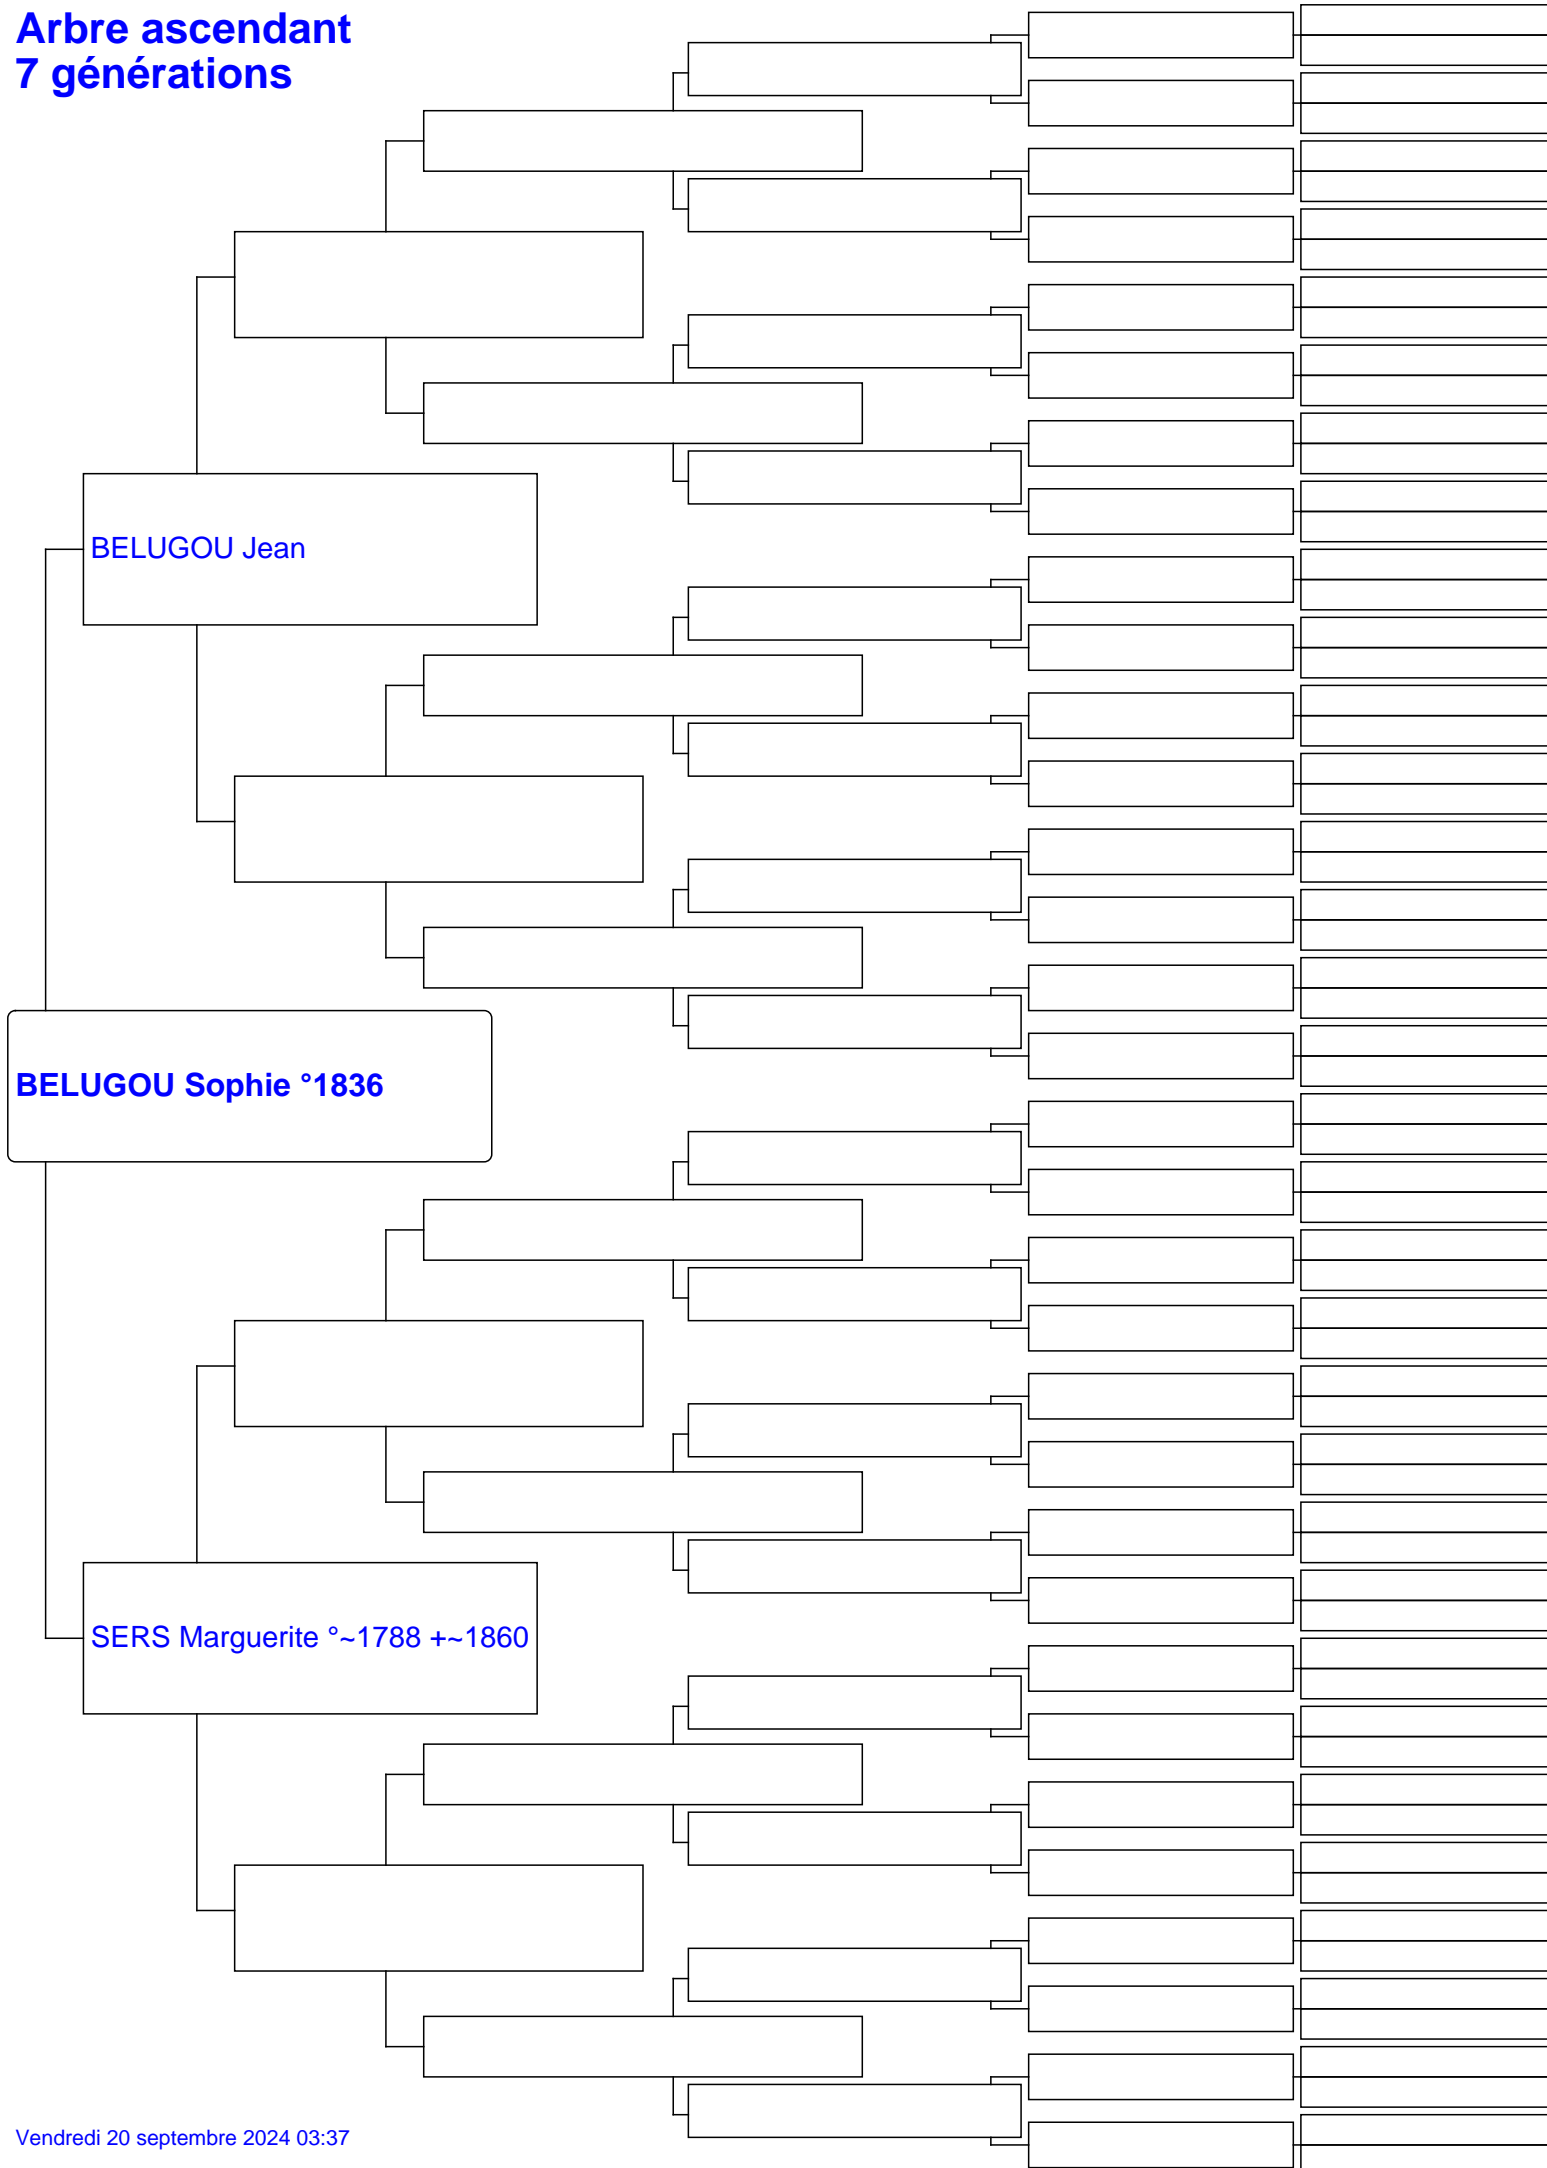 Arbre ascendant
7 générations
BELUGOU Jean
BELUGOU Sophie °1836
SERS Marguerite °~1788 +~1860
Vendredi 20 septembre 2024 03:37